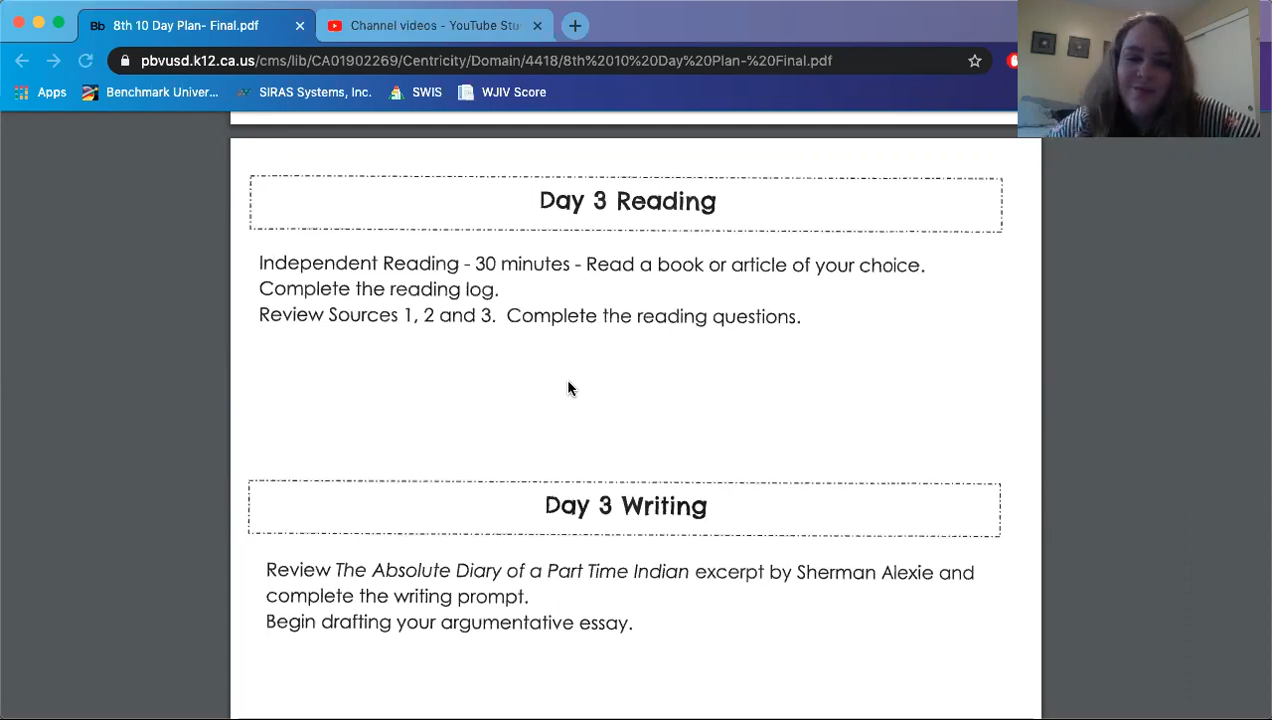 8th 10 Day Plan- Final.pdf
Channel videos - YouTube Stu
pbvusd.k12.ca.us/cms/lib/CA01902269/Centricity/Domain/4418/8th%2010%20Day%20Plan-%20Final.pdf
Apps Benchmark Univer... SIRAS Systems, Inc. SWIS WJIV Score
Day 3 Reading
Independent Reading - 30 minutes - Read a book or article of your choice.
Complete the reading log.
Review Sources 1, 2 and 3. Complete the reading questions.
Day 3 Writing
Review The Absolute Diary of a Part Time Indian excerpt by Sherman Alexie and
complete the writing prompt.
Begin drafting your argumentative essay.